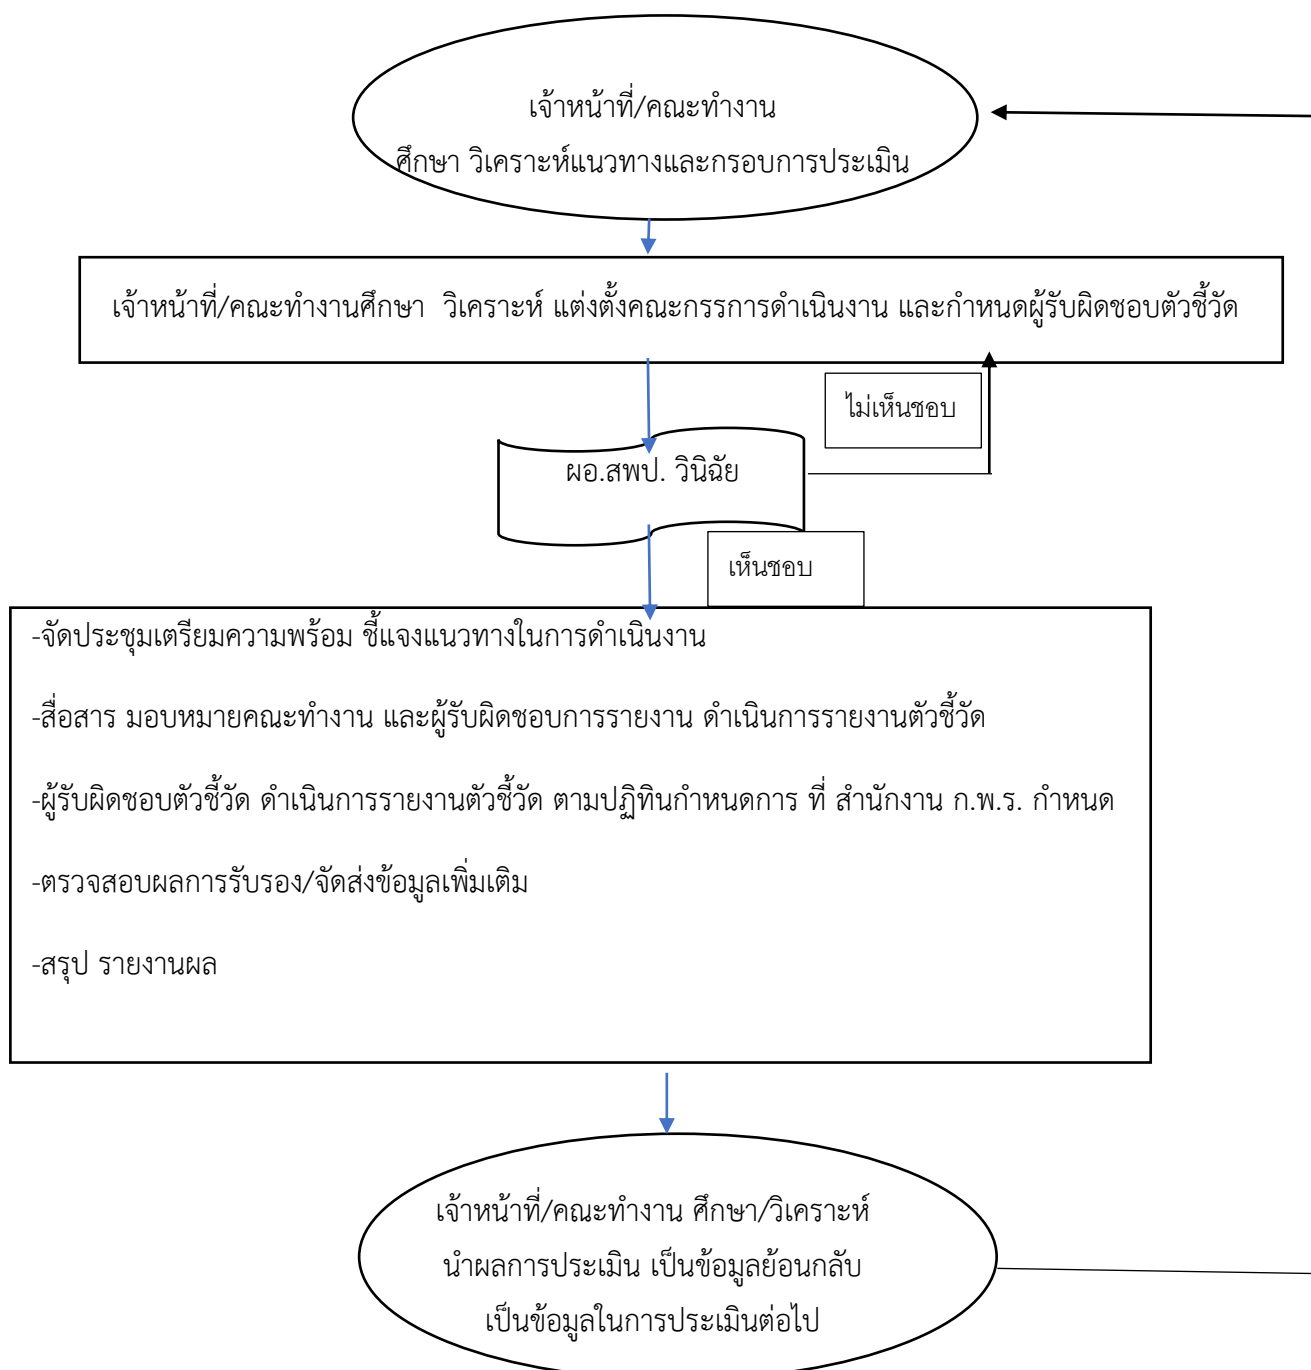 เจ้าหน้าที่/คณะทำงาน
ศึกษา วิเคราะห์แนวทางและกรอบการประเมิน
เจ้าหน้าที่/คณะทำงานศึกษา วิเคราะห์ แต่งตั้งคณะกรรการดำเนินงาน และกำหนดผู้รับผิดชอบตัวชี้วัด
ไม่เห็นชอบ
ผอ.สพป. วินิฉัย
เห็นชอบ
-จัดประชุมเตรียมความพร้อม ชี้แจงแนวทางในการดำเนินงาน
-สื่อสาร มอบหมายคณะทำงาน และผู้รับผิดชอบการรายงาน ดำเนินการรายงานตัวชี้วัด
-ผู้รับผิดชอบตัวชี้วัด ดำเนินการรายงานตัวชี้วัด ตามปฏิทินกำหนดการ ที่ สำนักงาน ก.พ.ร. กำหนด
-ตรวจสอบผลการรับรอง/จัดส่งข้อมูลเพิ่มเติม
-สรุป รายงานผล
เจ้าหน้าที่/คณะทำงาน ศึกษา/วิเคราะห์
นำผลการประเมิน เป็นข้อมูลย้อนกลับ
เป็นข้อมูลในการประเมินต่อไป